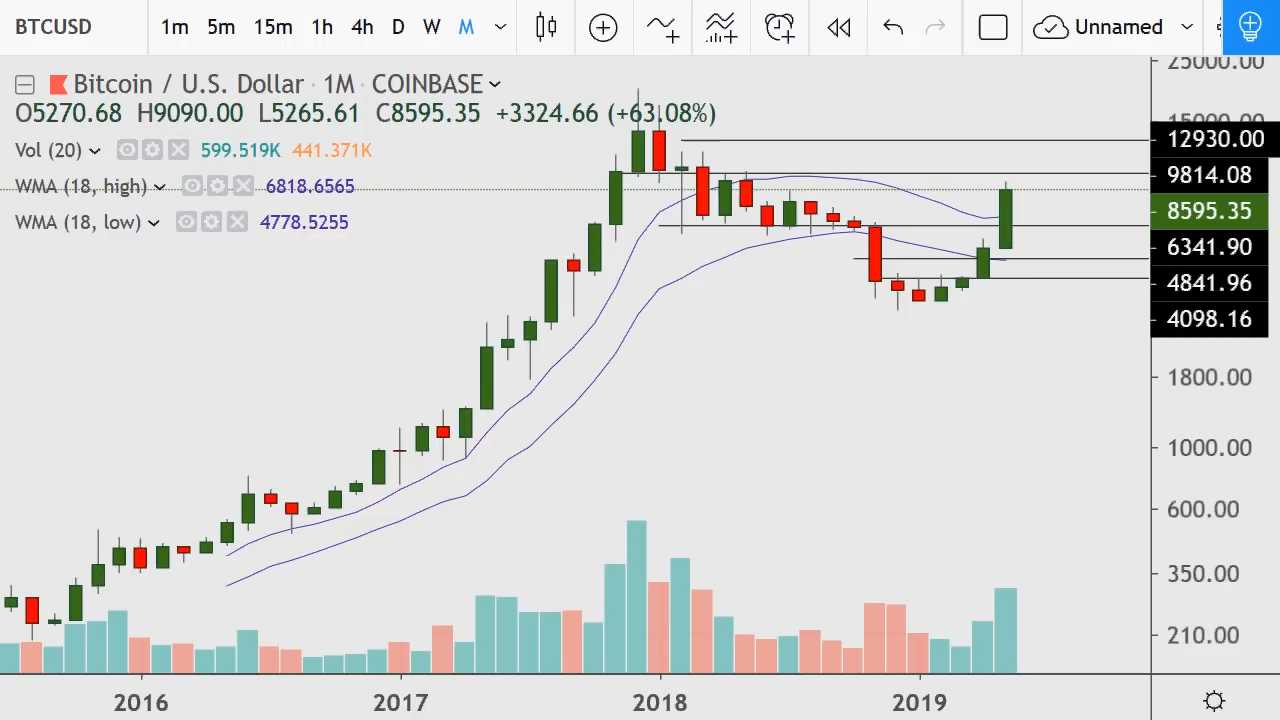 BTCUSD 1m 5m 15m 1h 4h D W M Unnamed
Bitcoin / U.S. Dollar · 1M · COINBASE
O5270.68 H9090.00 L5265.61 C8595.35 +3324.66 (+63.08%)
Vol (20) 599.519K 441.371K
WMA (18, high) 6818.6565
WMA (18, low) 4778.5255
25000.00
15000.00
12930.00
9814.08
8595.35
6341.90
4841.96
4098.16
1800.00
1000.00
600.00
350.00
210.00
2016 2017 2018 2019